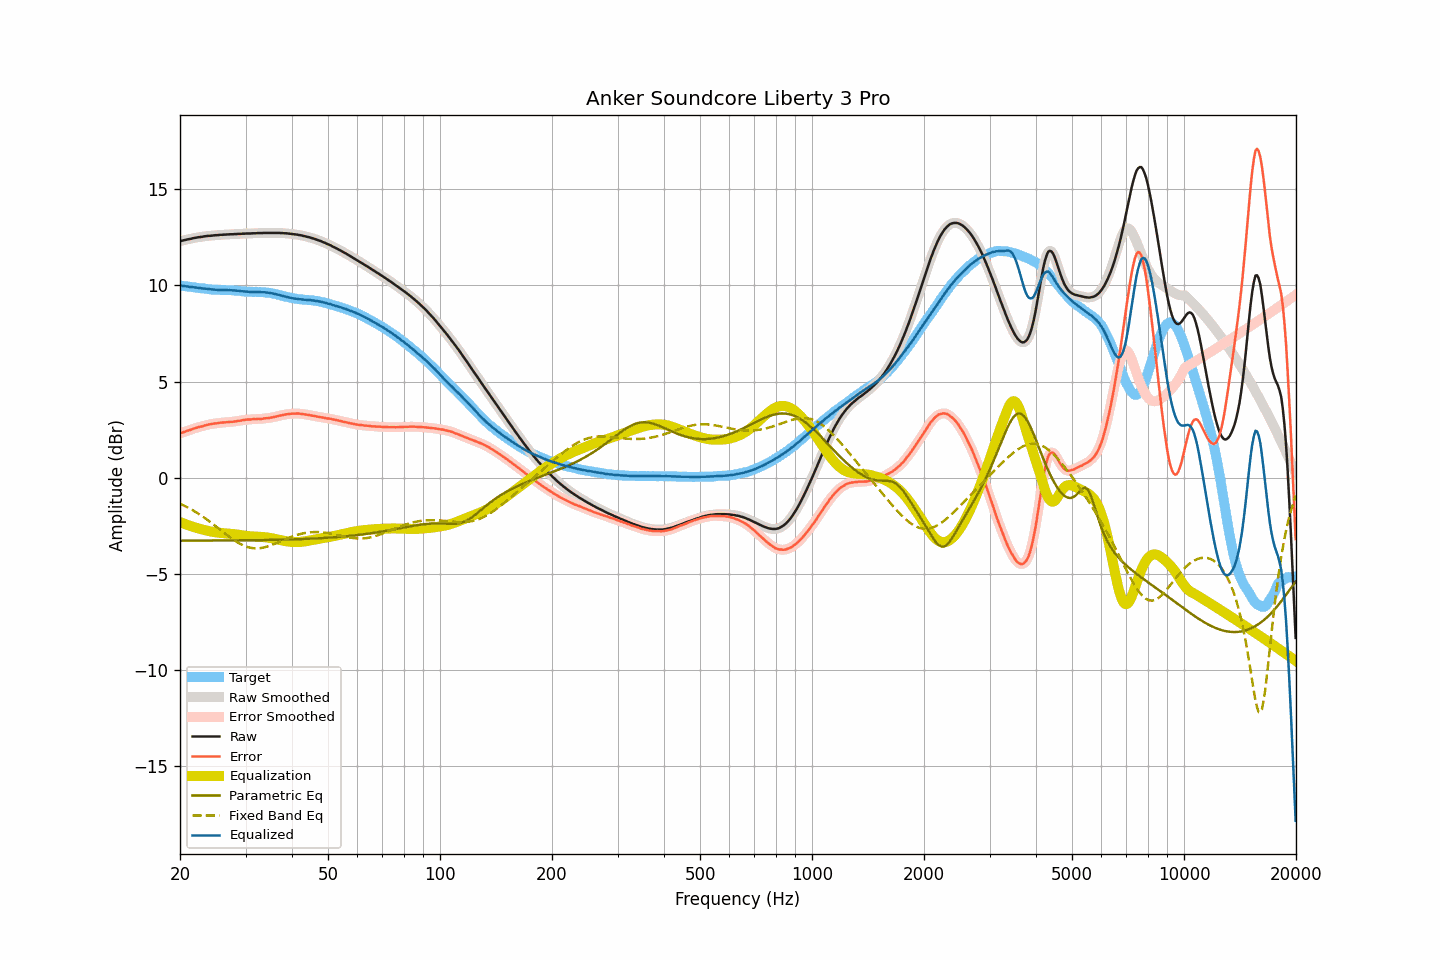 Anker Soundcore Liberty 3 Pro
Amplitude (dBr)
15
10
5
0
−5
−10
−15
Target
Raw Smoothed
Error Smoothed
Raw
Error
Equalization
Parametric Eq
Fixed Band Eq
Equalized
20 50 100 200 500 1000 2000 5000 10000 20000
Frequency (Hz)